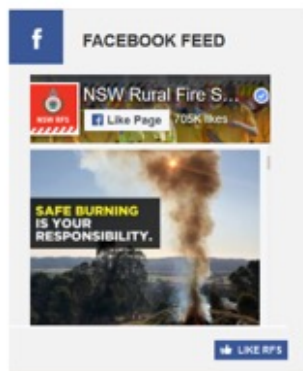 f FACEBOOK FEED
NSW Rural Fire S...
NSW RFS
Like Page 705K likes
SAFE BURNING
IS YOUR
RESPONSIBILITY.
LIKE RFS